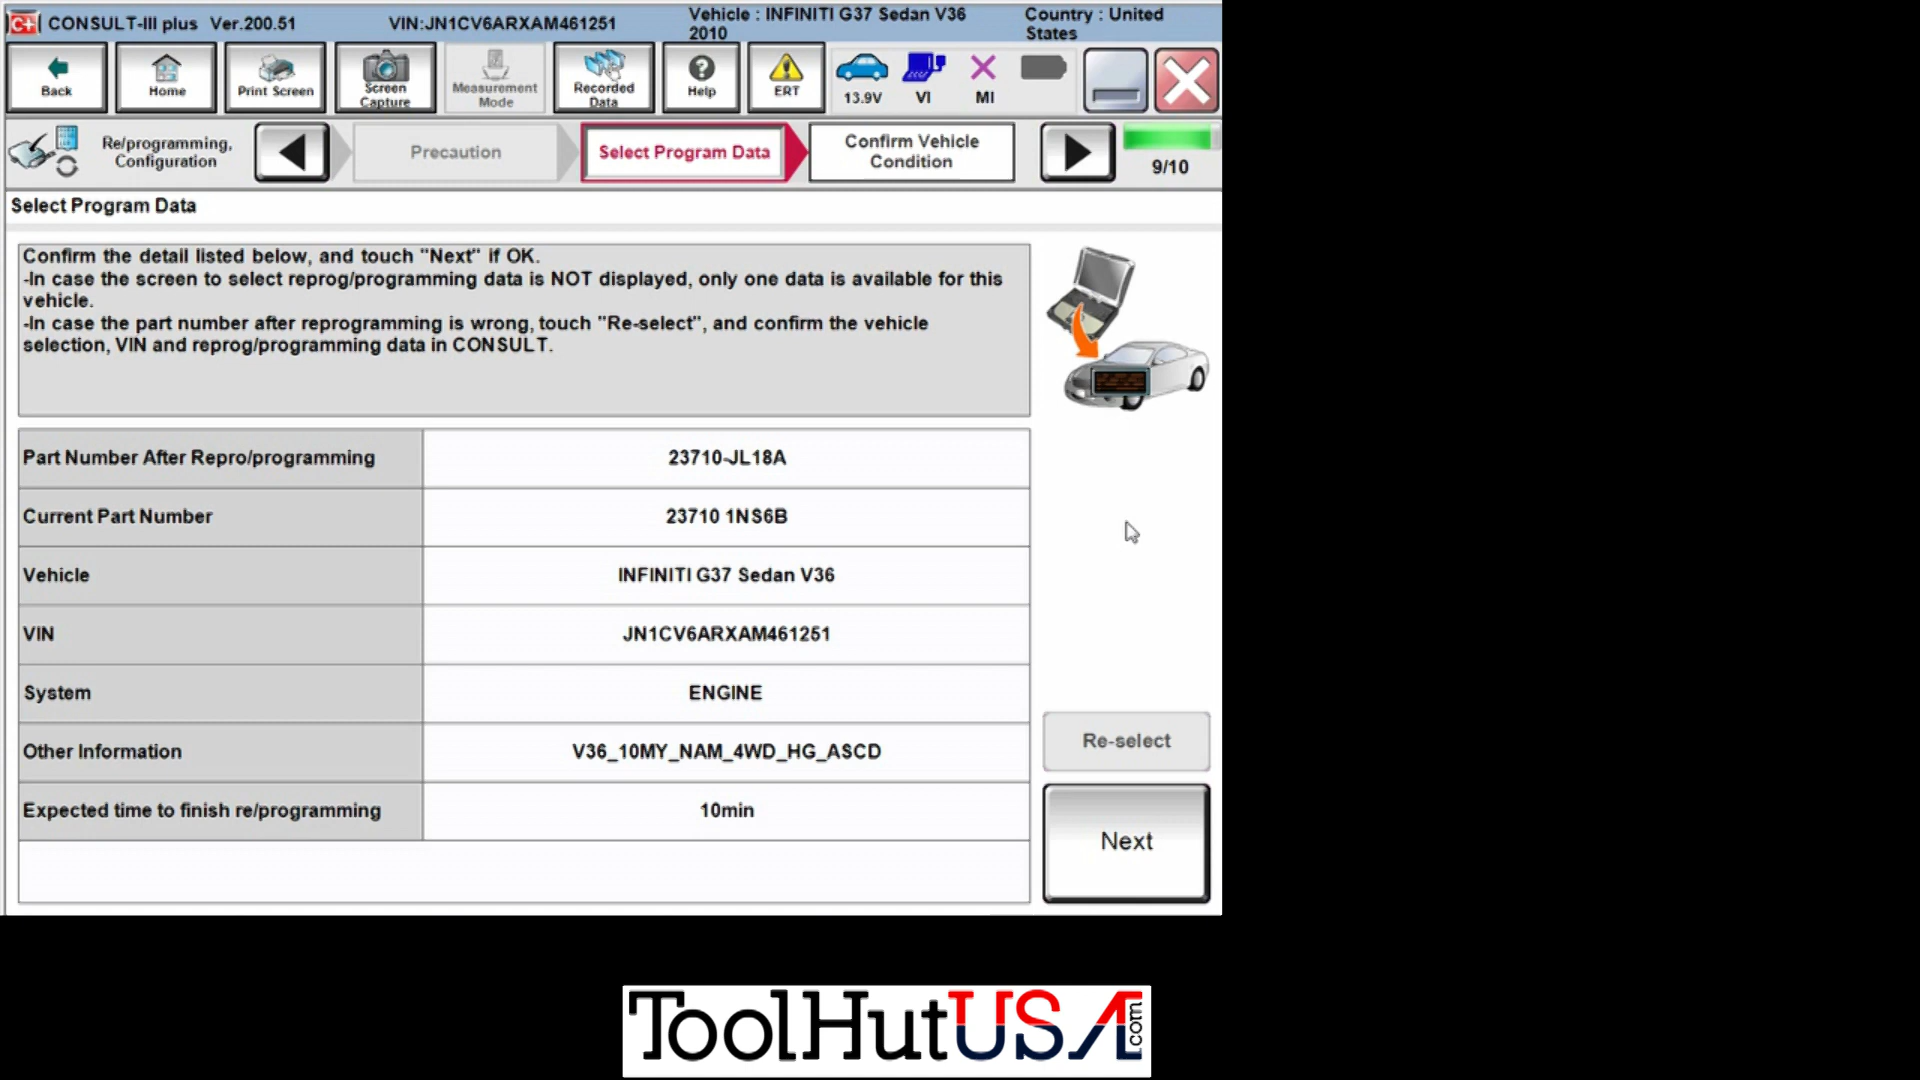 CONSULT-III plus Ver.200.51
VIN:JN1CV6ARXAM461251
Vehicle : INFINITI G37 Sedan V36
2010
Country : United
States
Back
Home
Print Screen
Screen
Capture
Measurement
Mode
Recorded
Data
Help
ERT
13.9V
VI
MI
Re/programming,
Configuration
Precaution
Select Program Data
Confirm Vehicle
Condition
9/10
Select Program Data
Confirm the detail listed below, and touch "Next" if OK.
-In case the screen to select reprog/programming data is NOT displayed, only one data is available for this
vehicle.
-In case the part number after reprogramming is wrong, touch "Re-select", and confirm the vehicle
selection, VIN and reprog/programming data in CONSULT.
Part Number After Repro/programming
23710-JL18A
Current Part Number
23710 1NS6B
Vehicle
INFINITI G37 Sedan V36
VIN
JN1CV6ARXAM461251
System
ENGINE
Other Information
V36_10MY_NAM_4WD_HG_ASCD
Expected time to finish re/programming
10min
Re-select
Next
ToolHutUSA.com